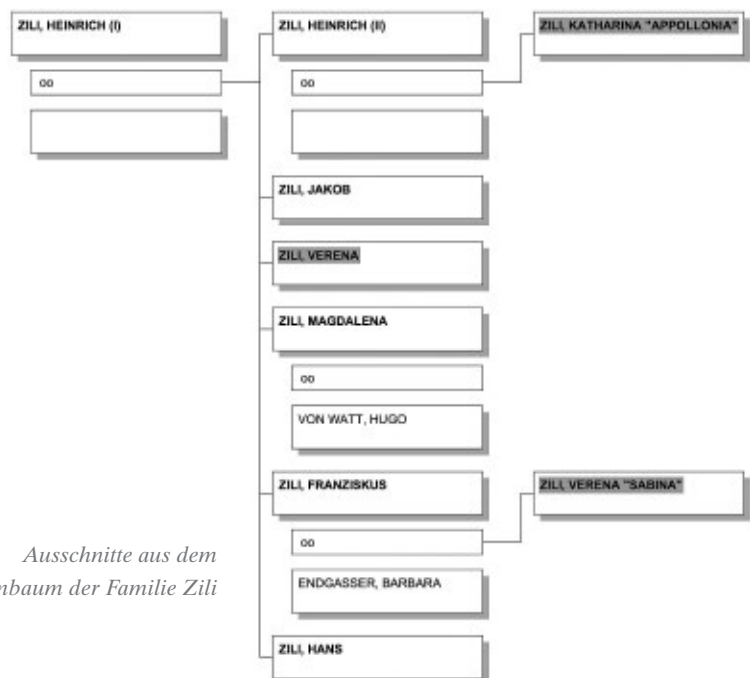 ZILI, HEINRICH (I)
oo
ZILI, HEINRICH (II)
oo
ZILI, KATHARINA "APPOLLONIA"
ZILI, JAKOB
ZILI, VERENA
ZILI, MAGDALENA
oo
VON WATT, HUGO
ZILI, FRANZISKUS
oo
ENDGASSER, BARBARA
ZILI, VERENA "SABINA"
ZILI, HANS
Ausschnitte aus dem
nbaum der Familie Zili